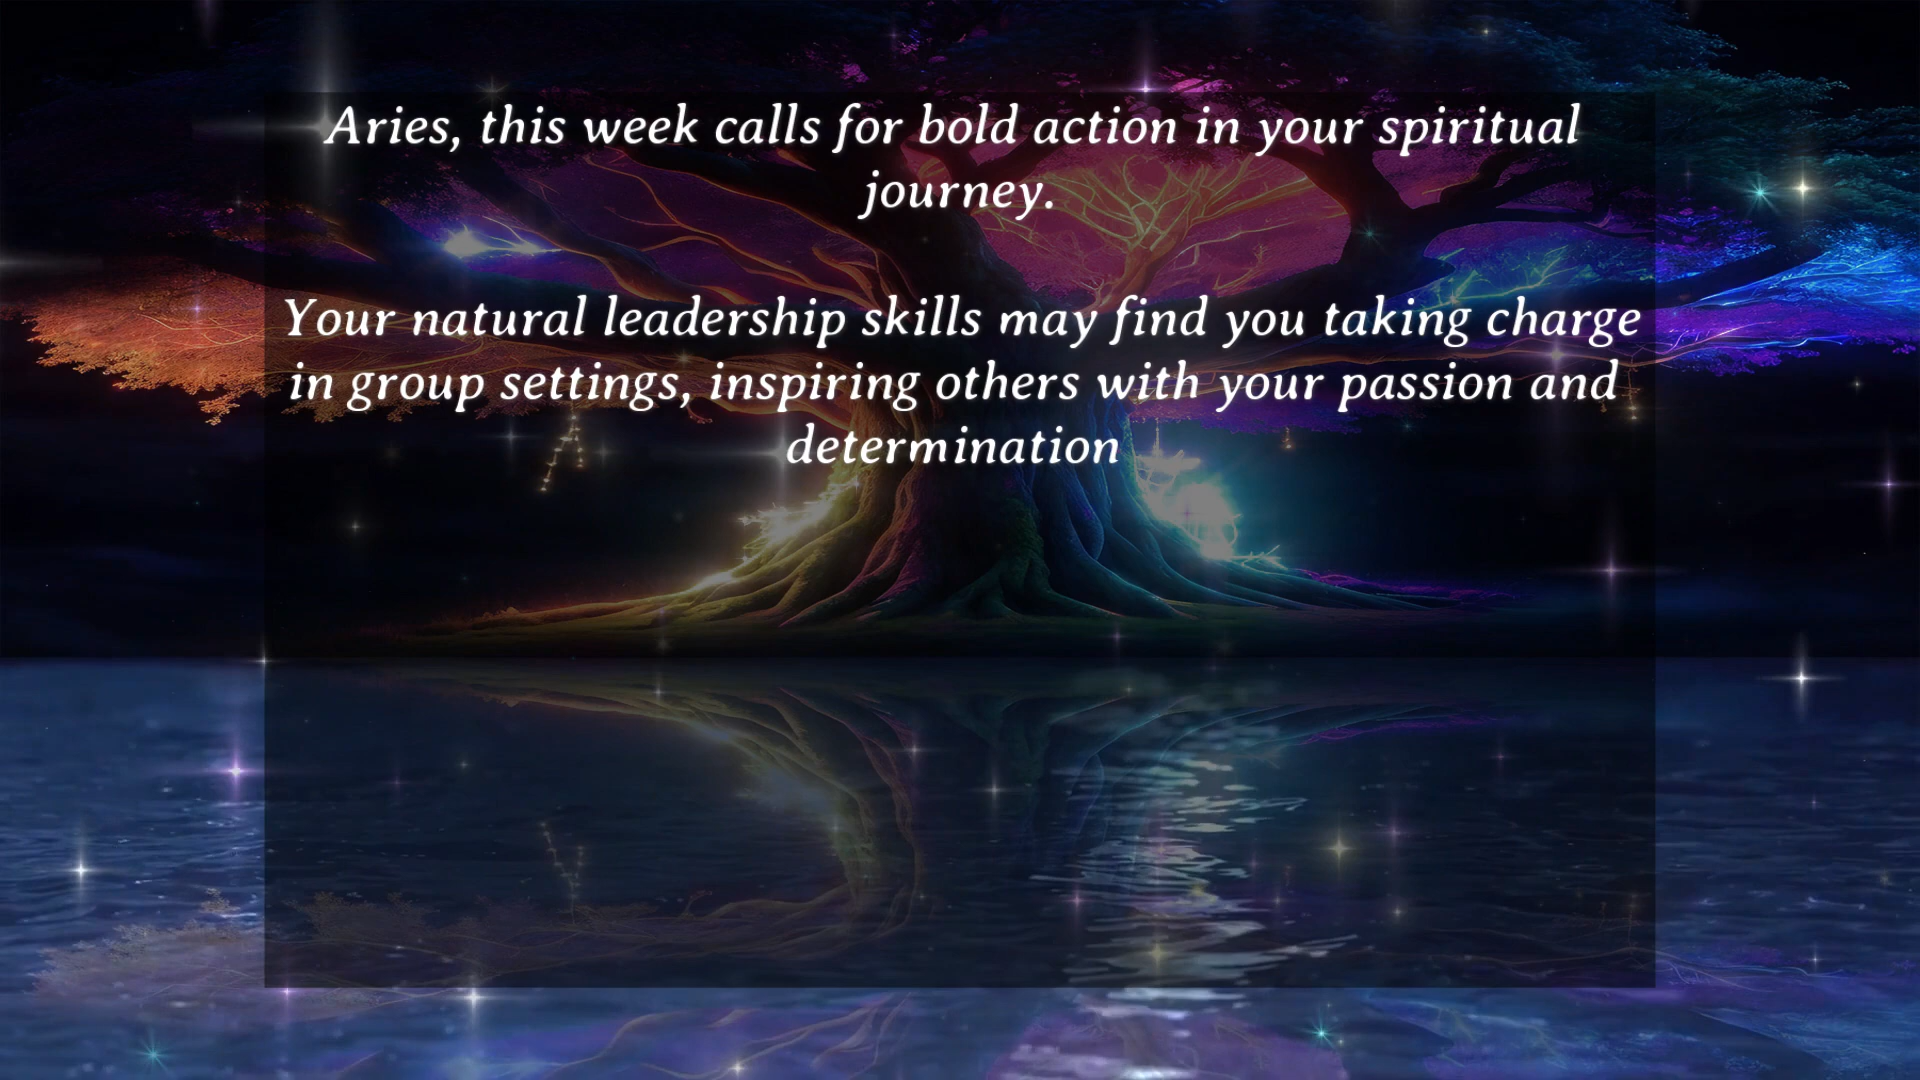 Aries, this week calls for bold action in your spiritual
journey.
Your natural leadership skills may find you taking charge
in group settings, inspiring others with your passion and
determination